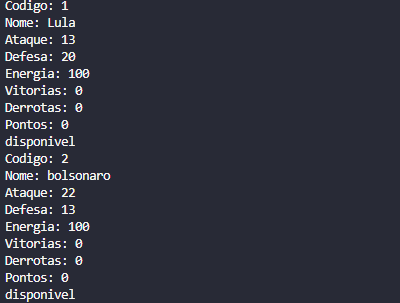 Codigo: 1
Nome: Lula
Ataque: 13
Defesa: 20
Energia: 100
Vitorias: 0
Derrotas: 0
Pontos: 0
disponivel
Codigo: 2
Nome: bolsonaro
Ataque: 22
Defesa: 13
Energia: 100
Vitorias: 0
Derrotas: 0
Pontos: 0
disponivel